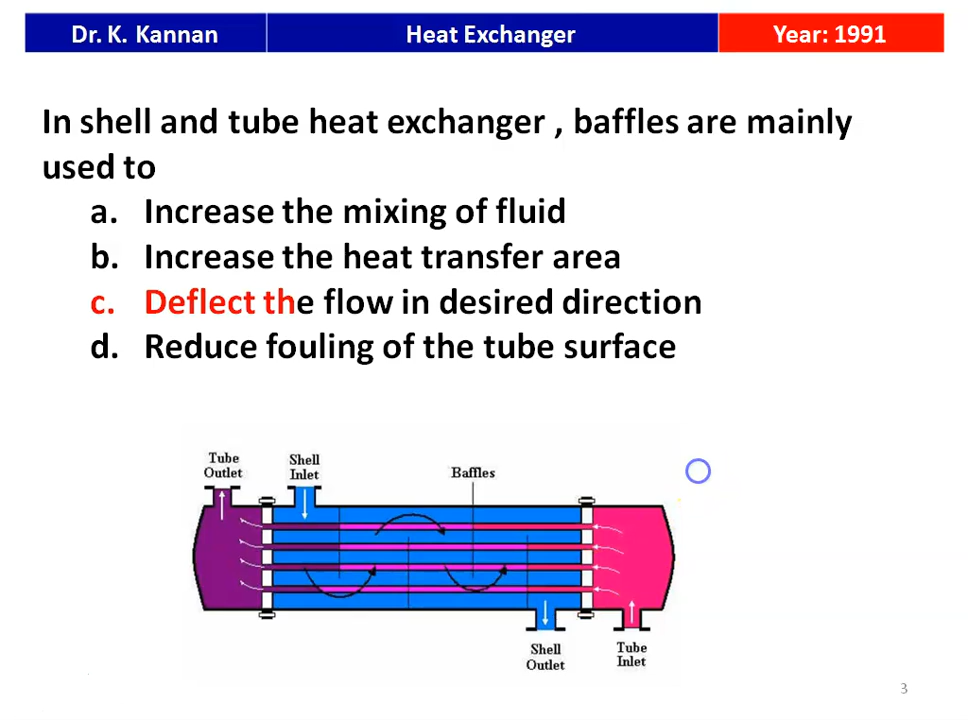 Dr. K. Kannan
Heat Exchanger
Year: 1991
In shell and tube heat exchanger , baffles are mainly
used to
a. Increase the mixing of fluid
b. Increase the heat transfer area
c. Deflect the flow in desired direction
d. Reduce fouling of the tube surface
Tube
Outlet
Shell
Inlet
Baffles
Shell
Outlet
Tube
Inlet
3